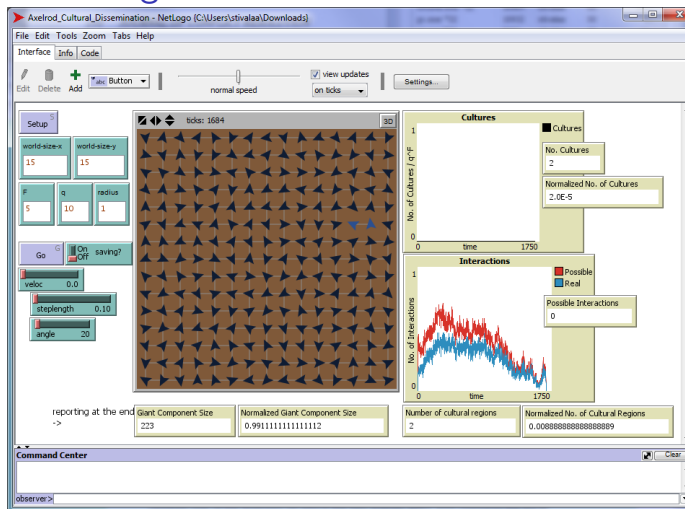 Axelrod_Cultural_Dissemination - NetLogo {C:\Users\stivalaa\Downloads}
File Edit Tools Zoom Tabs Help
Interface Info Code
Edit Delete Add
abc Button
normal speed
view updates
on ticks
Settings...
Setup S
ticks: 1684
3D
world-size-x
15
world-size-y
15
F
5
q
10
radius
1
Go G
On
Off
saving?
veloc 0.0
steplength 0.10
angle 20
Cultures
No. of Cultures / q^F
1
0
0 time 1750
Cultures
No. Cultures
2
Normalized No. of Cultures
2.0E-5
Interactions
No. of Interactions
1
0
0 time 1750
Possible
Real
Possible Interactions
0
reporting at the end
->
Giant Component Size
223
Normalized Giant Component Size
0.9911111111111112
Number of cultural regions
2
Normalized No. of Cultural Regions
0.008888888888888889
Command Center
Clear
observer>